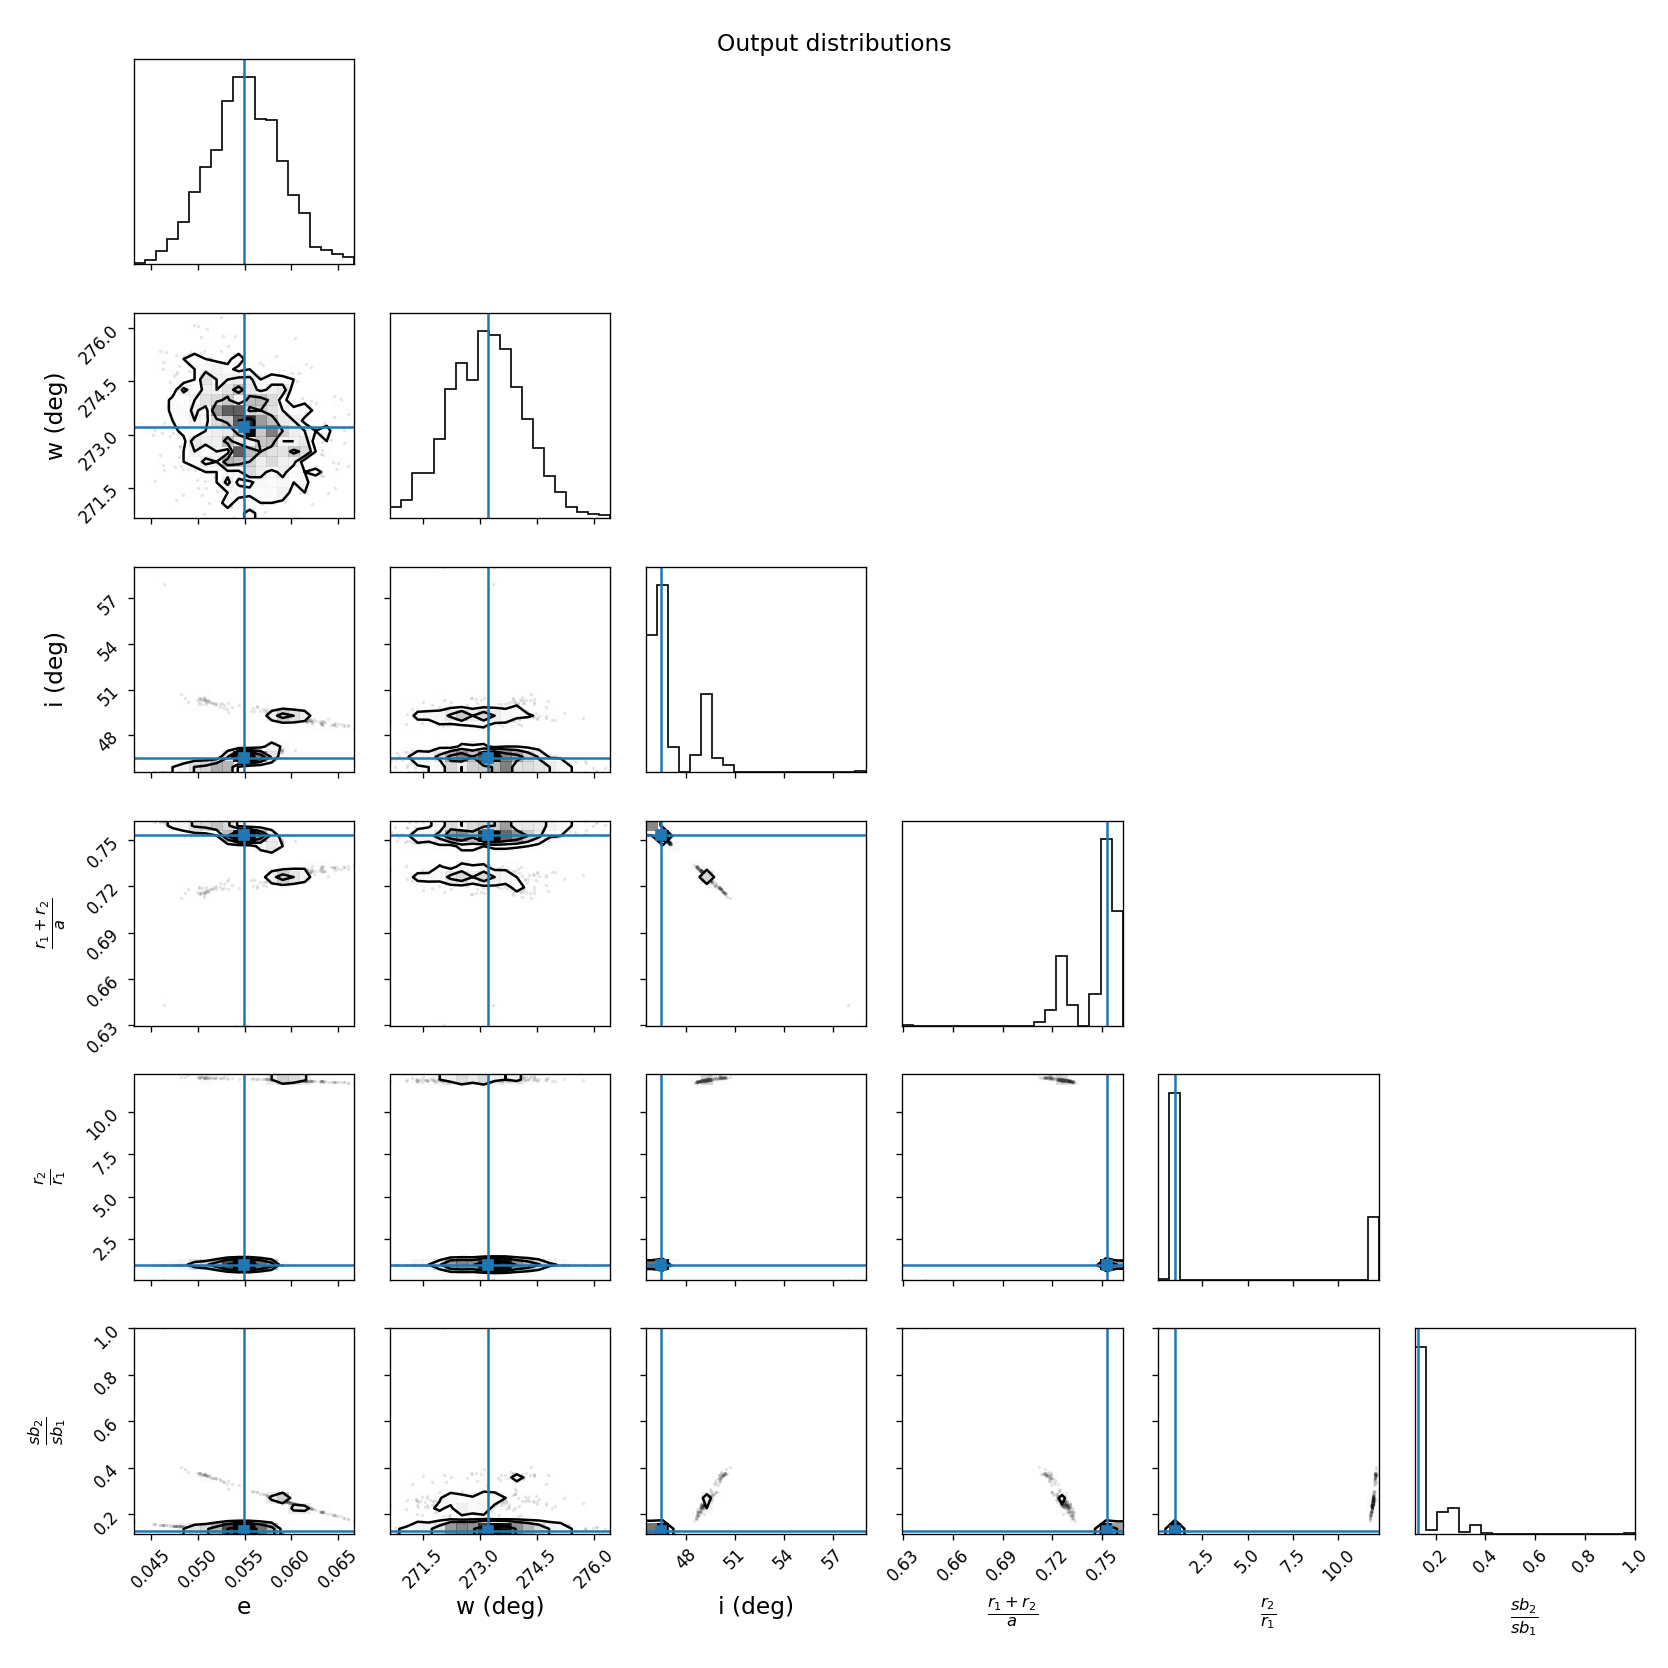 Output distributions
276.0
274.5
273.0
271.5
w (deg)
57
54
51
48
i (deg)
0.75
0.72
0.69
0.66
0.63
r1 + r2
a
10.0
7.5
5.0
2.5
r2
r1
1.0
0.8
0.6
0.4
0.2
sb2
sb1
0.045 0.050 0.055 0.060 0.065
271.5 273.0 274.5 276.0
48 51 54 57
0.63 0.66 0.69 0.72 0.75
2.5 5.0 7.5 10.0
0.2 0.4 0.6 0.8 1.0
e
w (deg)
i (deg)
r1 + r2
a
r2
r1
sb2
sb1